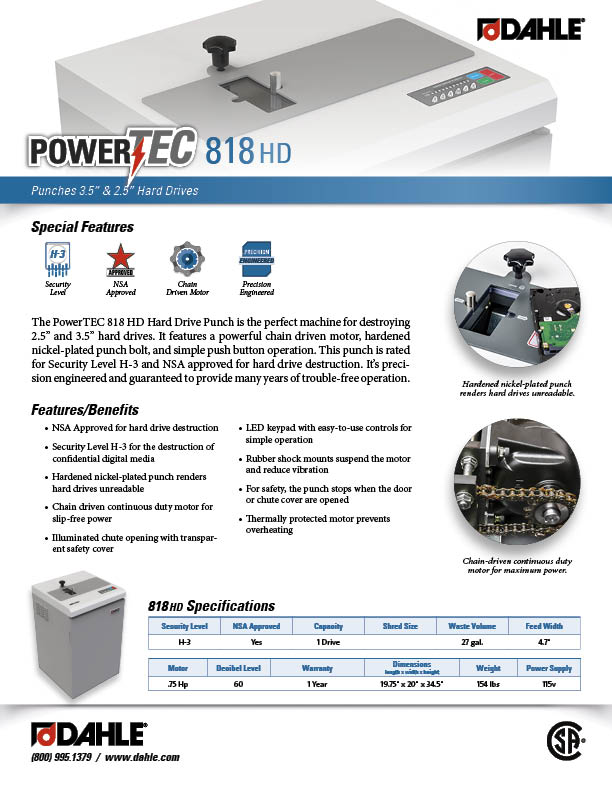 DAHLE®
POWERTEC 818 HD
Punches 3.5" & 2.5" Hard Drives
Special Features
H-3
Security
Level
APPROVED
NSA
Approved
Chain
Driven Motor
PRECISION
ENGINEERED
Precision
Engineered
The PowerTEC 818 HD Hard Drive Punch is the perfect machine for destroying
2.5” and 3.5” hard drives. It features a powerful chain driven motor, hardened
nickel-plated punch bolt, and simple push button operation. This punch is rated
for Security Level H-3 and NSA approved for hard drive destruction. It’s preci-
sion engineered and guaranteed to provide many years of trouble-free operation.
Hardened nickel-plated punch
renders hard drives unreadable.
Features/Benefits
• NSA Approved for hard drive destruction
• Security Level H-3 for the destruction of
confidential digital media
• Hardened nickel-plated punch renders
hard drives unreadable
• Chain driven continuous duty motor for
slip-free power
• Illuminated chute opening with transpar-
ent safety cover
• LED keypad with easy-to-use controls for
simple operation
• Rubber shock mounts suspend the motor
and reduce vibration
• For safety, the punch stops when the door
or chute cover are opened
• Thermally protected motor prevents
overheating
Chain-driven continuous duty
motor for maximum power.
818 HD Specifications
Security Level NSA Approved Capacity Shred Size Waste Volume Feed Width
H-3 Yes 1 Drive 27 gal. 4.7"
Motor Decibel Level Warranty Dimensions length x width x height Weight Power Supply
.75 Hp 60 1 Year 19.75" x 20" x 34.5" 154 lbs 115v
DAHLE®
(800) 995.1379 / www.dahle.com
CSA®